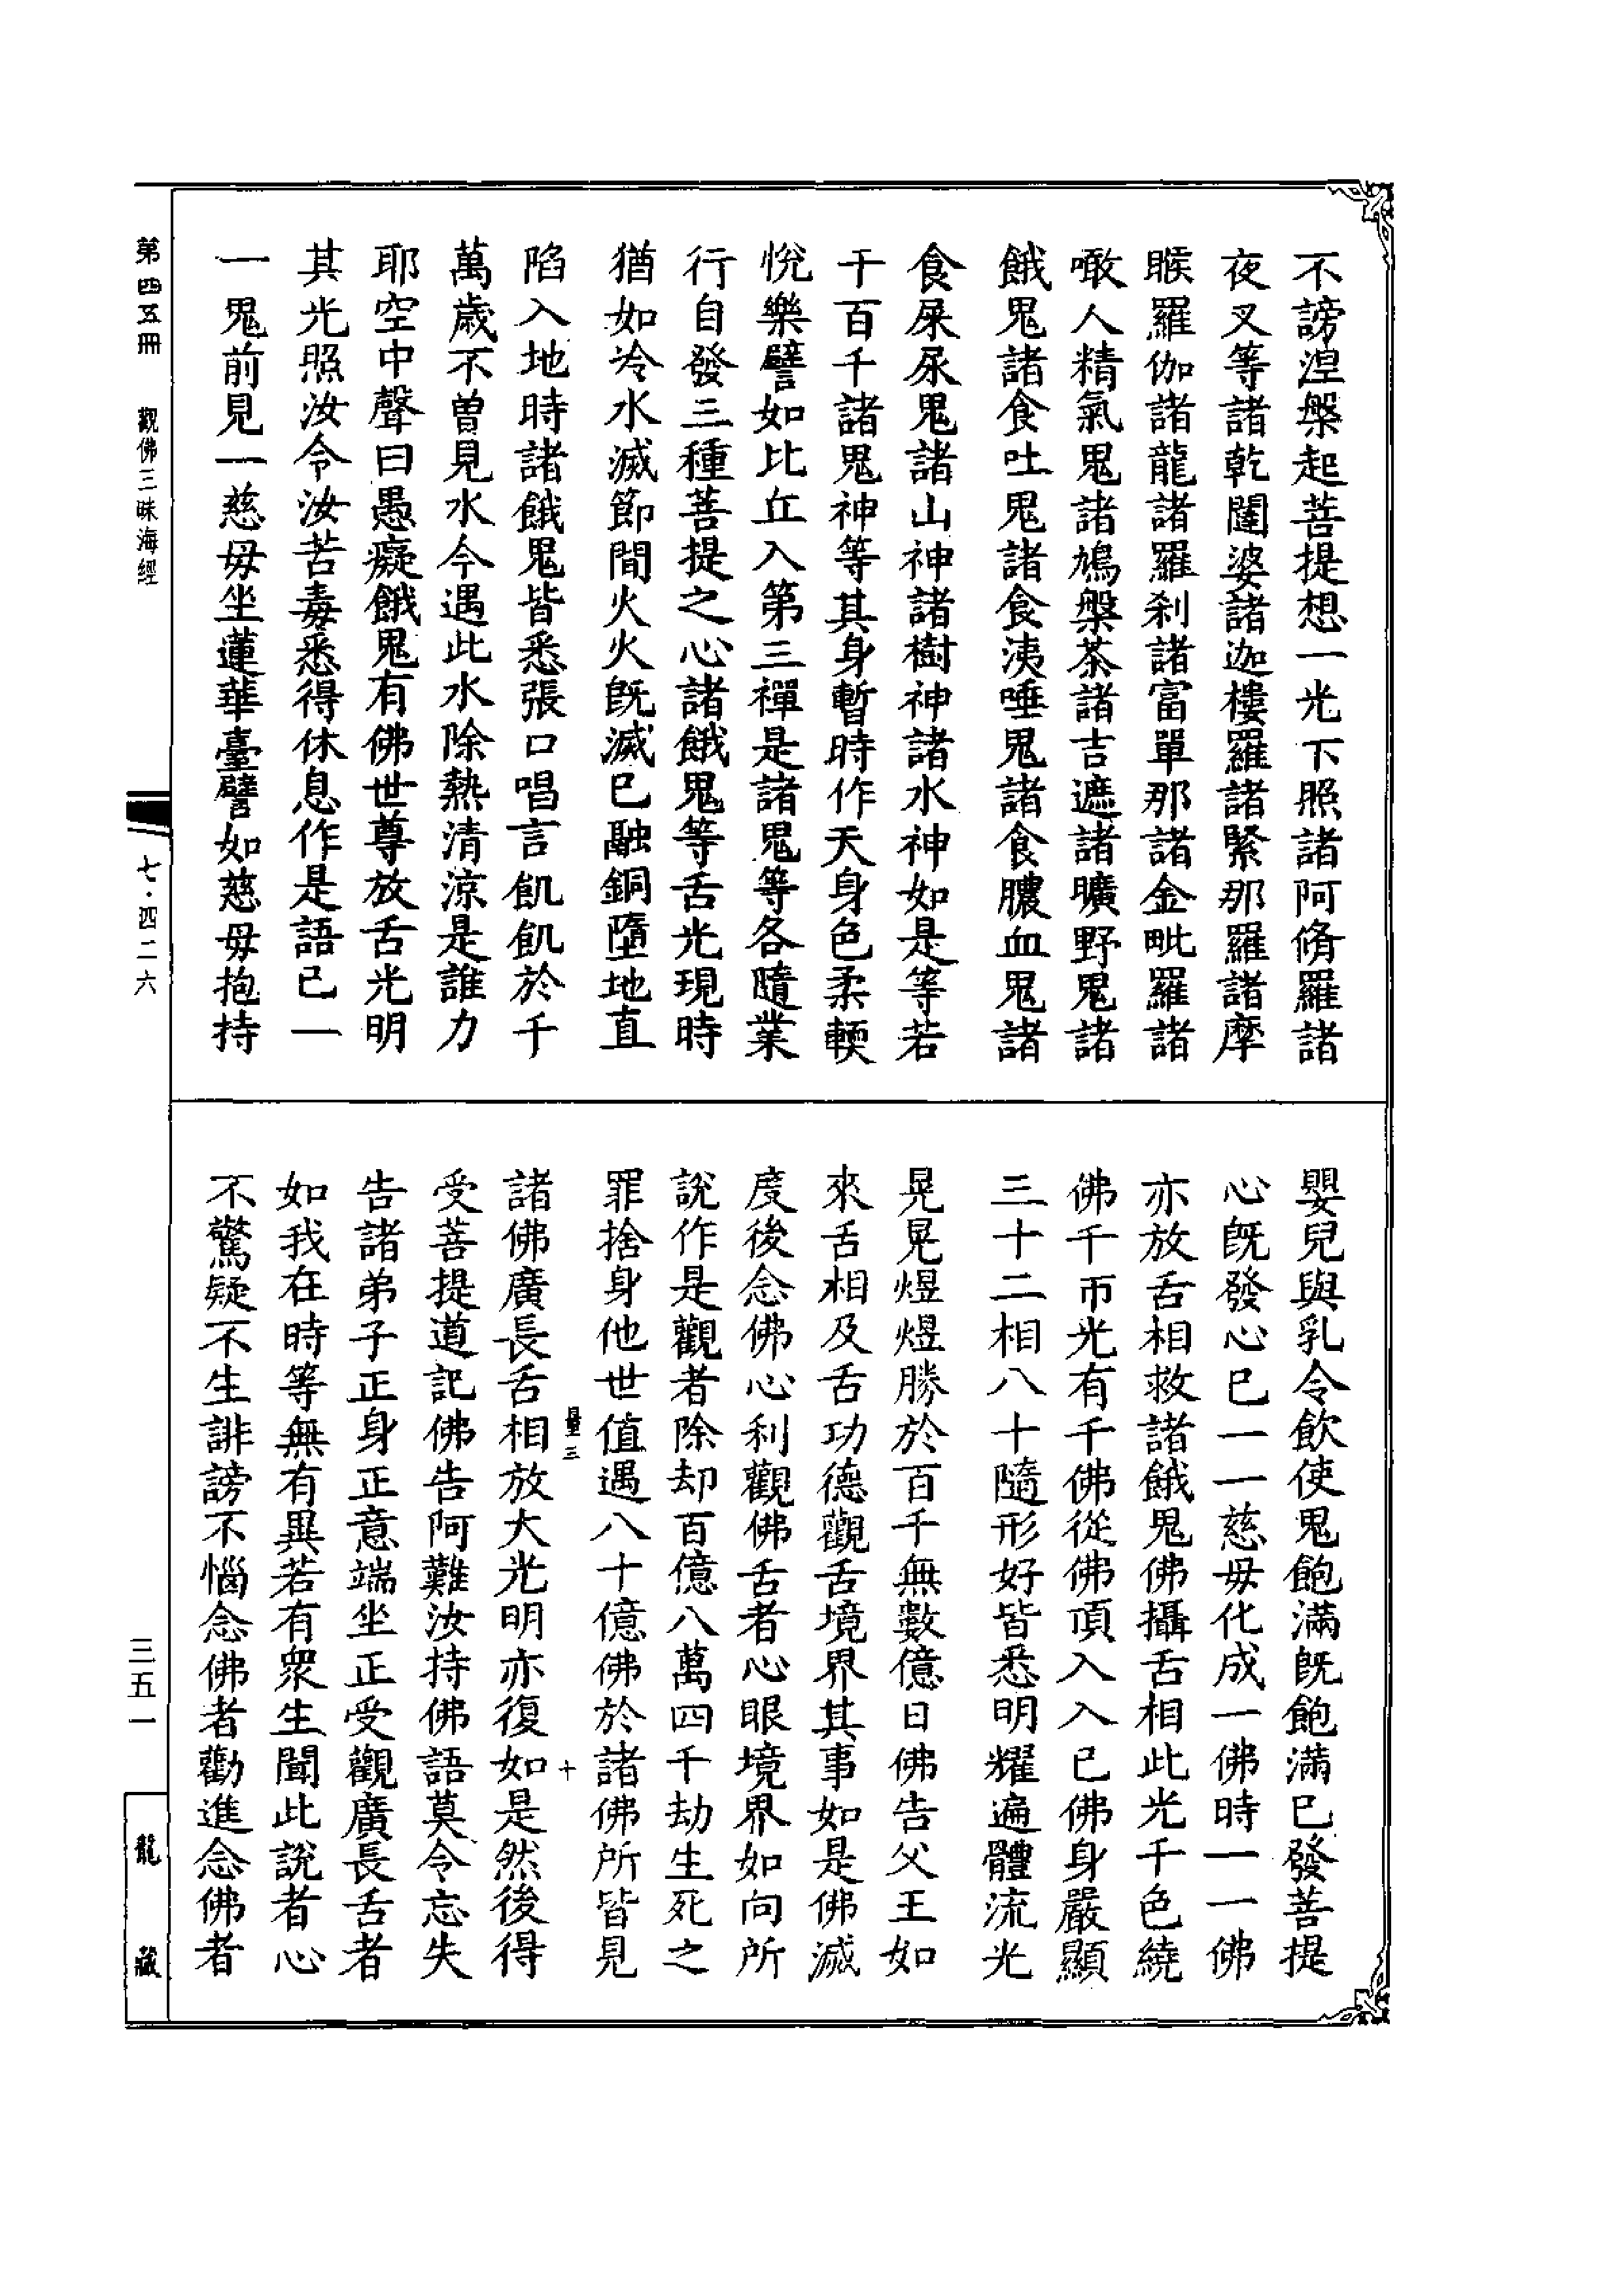 不謗涅槃起菩提想一光下照諸阿脩羅諸
夜叉等諸乾闥婆諸迦樓羅諸緊那羅諸摩
睺羅伽諸龍諸羅刹諸富單那諸金毗羅諸
噉人精氣鬼諸鳩槃茶諸吉遮諸曠野鬼諸
餓鬼諸食吐鬼諸食洟唾鬼諸食膿血鬼諸
食屎尿鬼諸山神諸樹神諸水神如是等若
干百千諸鬼神等其身暫時作天身色柔輭
悅樂譬如比丘入第三禪是諸鬼等各隨業
行自發三種菩提之心諸餓鬼等舌光現時
猶如冷水滅節間火火旣滅已融銅墮地直
陷入地時諸餓鬼皆悉張口唱言飢飢於千
萬歲不曾見水今遇此水除熱清涼是誰力
耶空中聲曰愚癡餓鬼有佛世尊放舌光明
其光照汝令汝苦毒悉得休息作是語已一
一鬼前見一慈母坐蓮華臺譬如慈母抱持
嬰兒與乳令飲使鬼飽滿旣飽滿已發菩提
心旣發心已一一慈母化成一佛時一一佛
亦放舌相救諸餓鬼佛攝舌相此光千色繞
佛千帀光有千佛從佛頂入入已佛身嚴顯
三十二相八十隨形好皆悉明耀遍體流光
晃晃煜煜勝於百千無數億日佛告父王如
來舌相及舌功德觀舌境界其事如是佛滅
度後念佛心利觀佛舌者心眼境界如向所
說作是觀者除却百億八萬四千劫生死之
罪捨身他世值遇八十億佛於諸佛所皆見
量三 十
諸佛廣長舌相放大光明亦復如是然後得
受菩提道記佛告阿難汝持佛語莫令忘失
告諸弟子正身正意端坐正受觀廣長舌者
如我在時等無有異若有眾生聞此說者心
不驚疑不生誹謗不惱念佛者勸進念佛者
第四五冊 觀佛三昧海經
七·四二六
三五一
龍藏